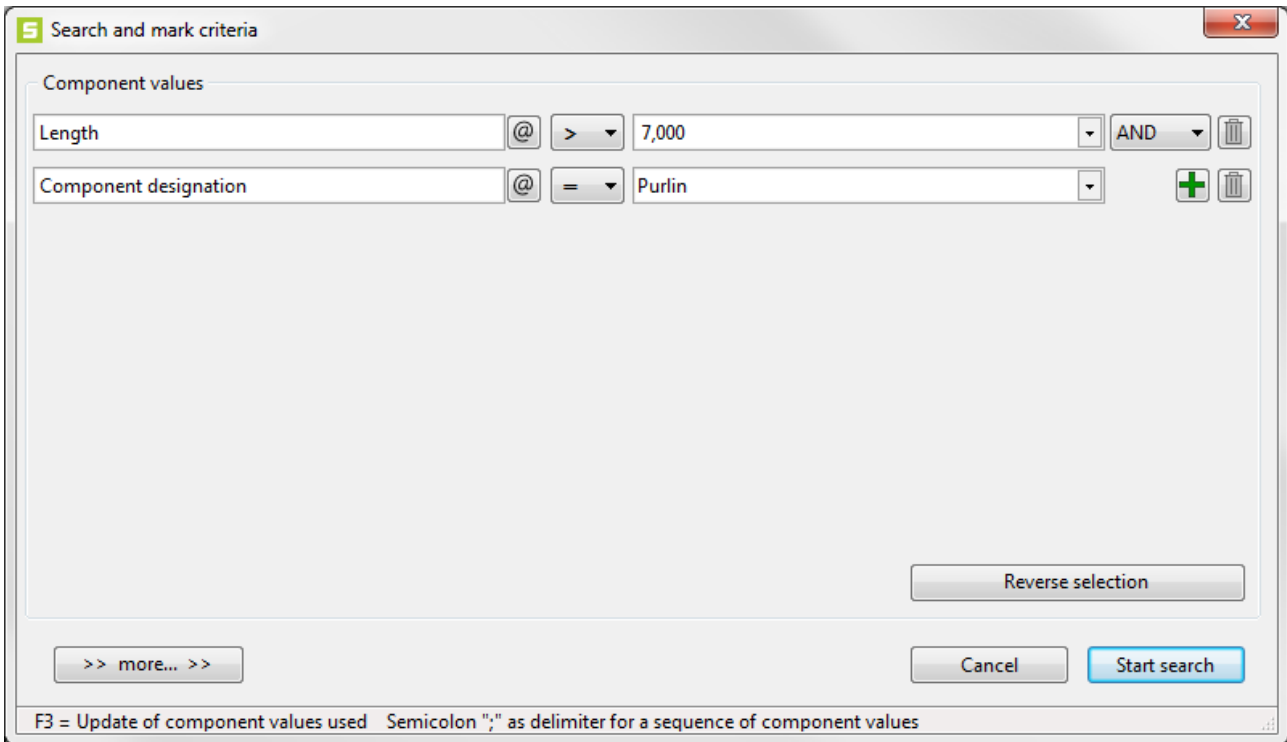 Search and mark criteria
Component values
Length @ > 7,000 AND
Component designation @ = Purlin
Reverse selection
>> more... >> Cancel Start search
F3 = Update of component values used Semicolon ";" as delimiter for a sequence of component values